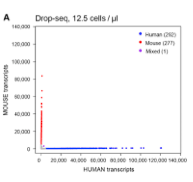 A Drop-seq, 12.5 cells / µl
Human (292)
Mouse (277)
Mixed (1)
MOUSE transcripts
140,000
120,000
100,000
80,000
60,000
40,000
20,000
0
0 20,000 40,000 60,000 80,000 100,000 120,000 140,000
HUMAN transcripts